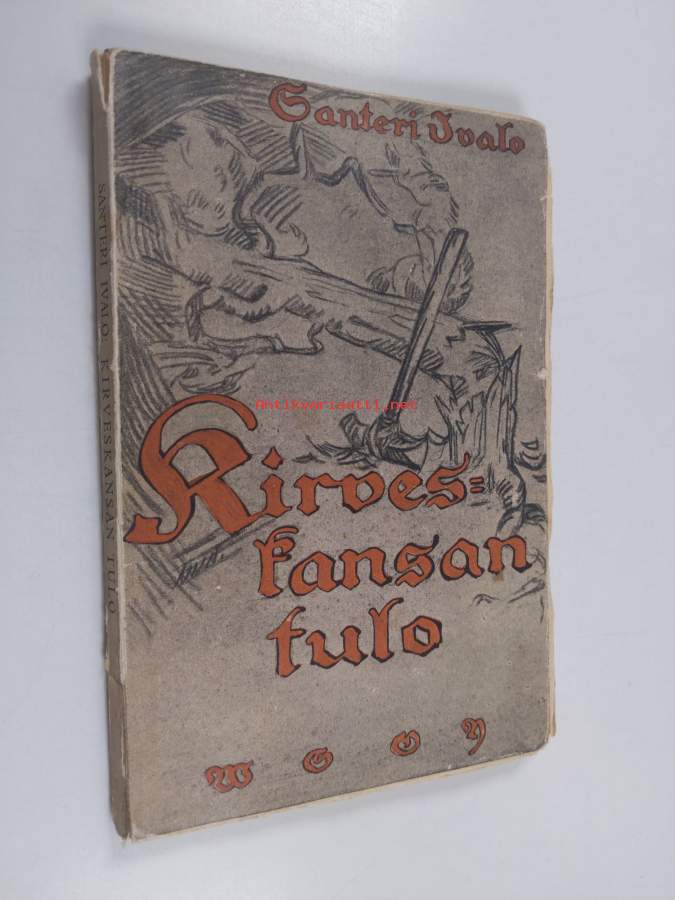 Santeri Ivalo
Kirves=
kansan
tulo
WSOY
SANTERI IVALO KIRVESKANSAN TULO
Antikvariaatti.net